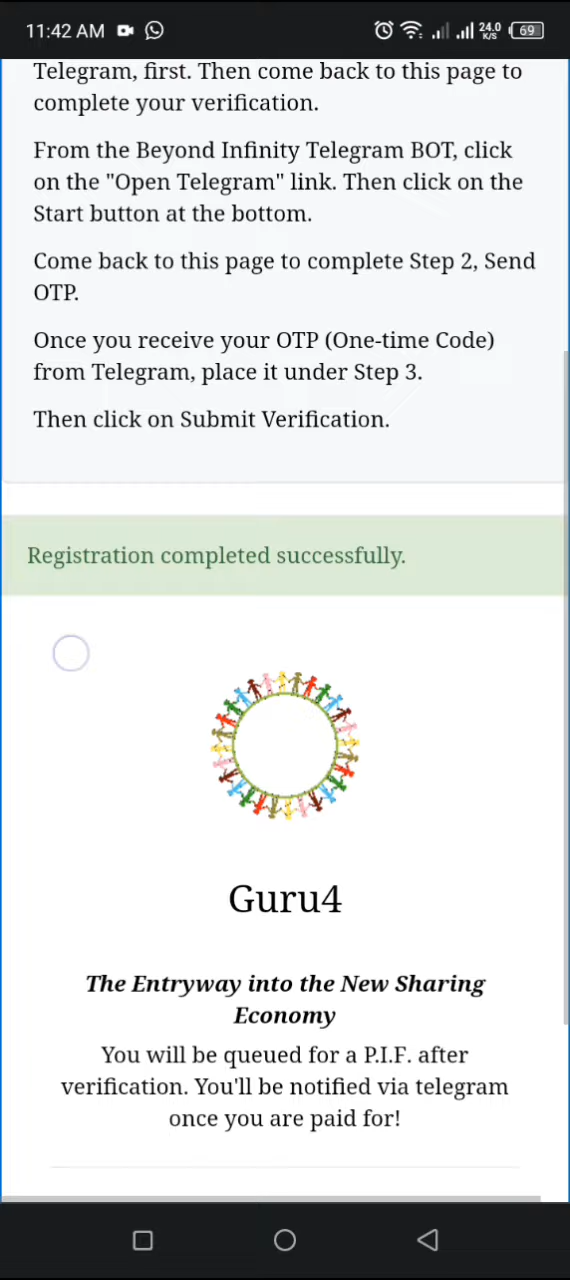 11:42 AM
24.0
K/S
69
Telegram, first. Then come back to this page to
complete your verification.
From the Beyond Infinity Telegram BOT, click
on the "Open Telegram" link. Then click on the
Start button at the bottom.
Come back to this page to complete Step 2, Send
OTP.
Once you receive your OTP (One-time Code)
from Telegram, place it under Step 3.
Then click on Submit Verification.
Registration completed successfully.
Guru4
The Entryway into the New Sharing
Economy
You will be queued for a P.I.F. after
verification. You'll be notified via telegram
once you are paid for!